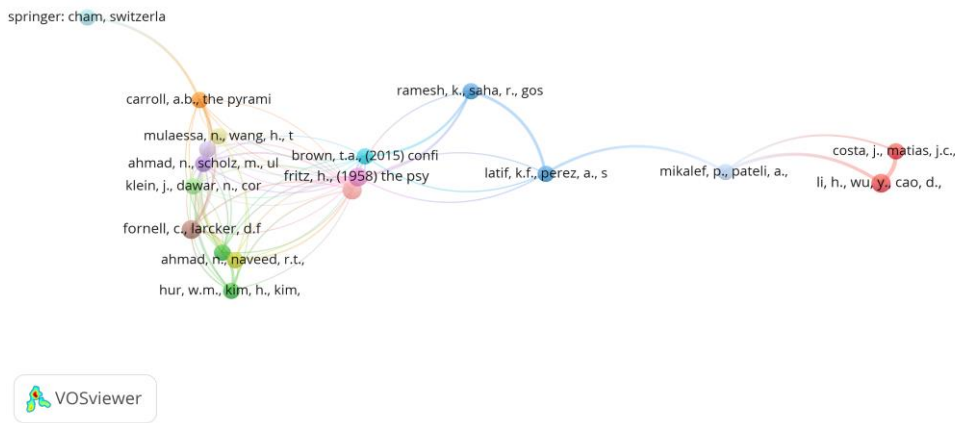 springer: cham, switzerla
carroll, a.b., the pyrami
ramesh, k., saha, r., gos
mulaessa, n., wang, h., t
costa, j., matias, j.c.,
brown, t.a., (2015) confi
ahmad, n., scholz, m., ul
mikalef, p., pateli, a.,
latif, k.f., perez, a., s
fritz, h., (1958) the psy
li, h., wu, y., cao, d.,
klein, j., dawar, n., cor
fornell, c., larcker, d.f
ahmad, n., naveed, r.t.,
hur, w.m., kim, h., kim,
VOSviewer